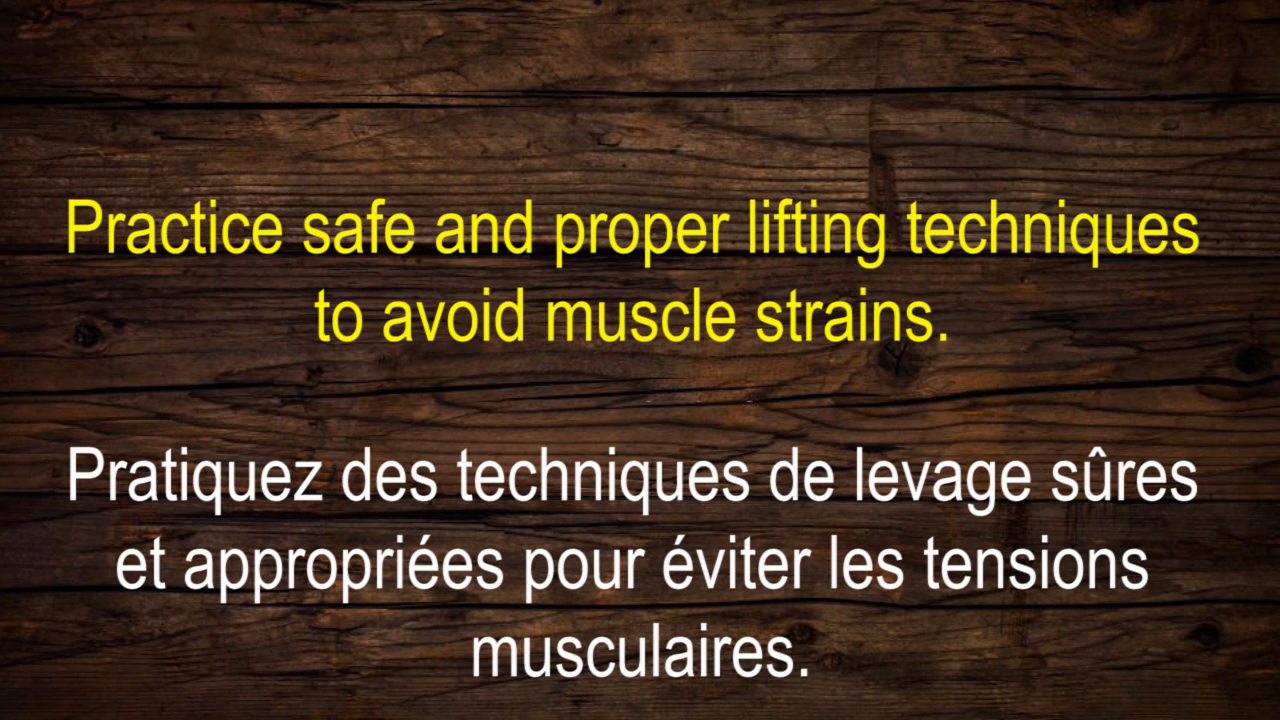 Practice safe and proper lifting techniques
to avoid muscle strains.
Pratiquez des techniques de levage sûres
et appropriées pour éviter les tensions
musculaires.